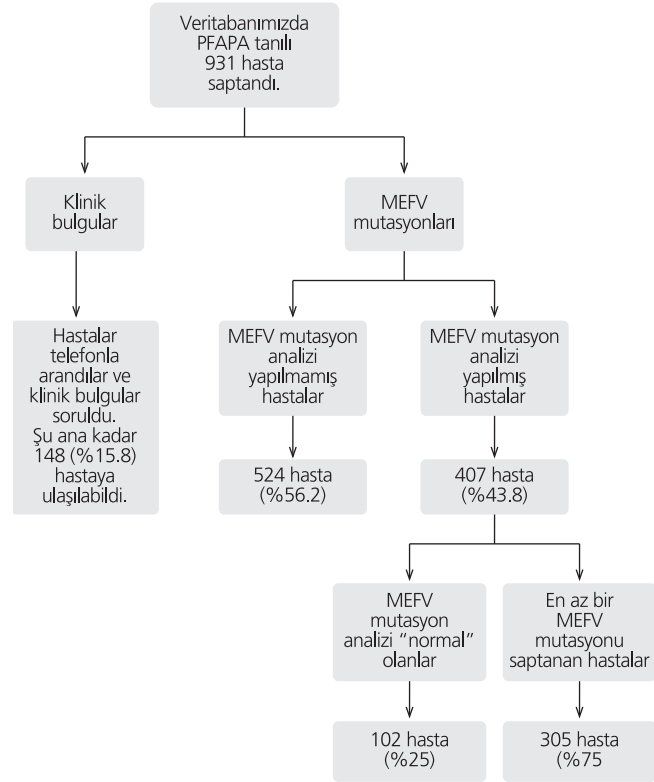 Veritabanımızda
PFAPA tanılı
931 hasta
saptandı.
Klinik
bulgular
MEFV
mutasyonları
Hastalar
telefonla
arandılar ve
klinik bulgular
soruldu.
Şu ana kadar
148 (%15.8)
hastaya
ulaşılabildi.
MEFV mutasyon
analizi
yapılmamış
hastalar
MEFV mutasyon
analizi
yapılmış
hastalar
524 hasta
(%56.2)
407 hasta
(%43.8)
MEFV
mutasyon
analizi “normal”
olanlar
En az bir
MEFV
mutasyonu
saptanan hastalar
102 hasta
(%25)
305 hasta
(%75